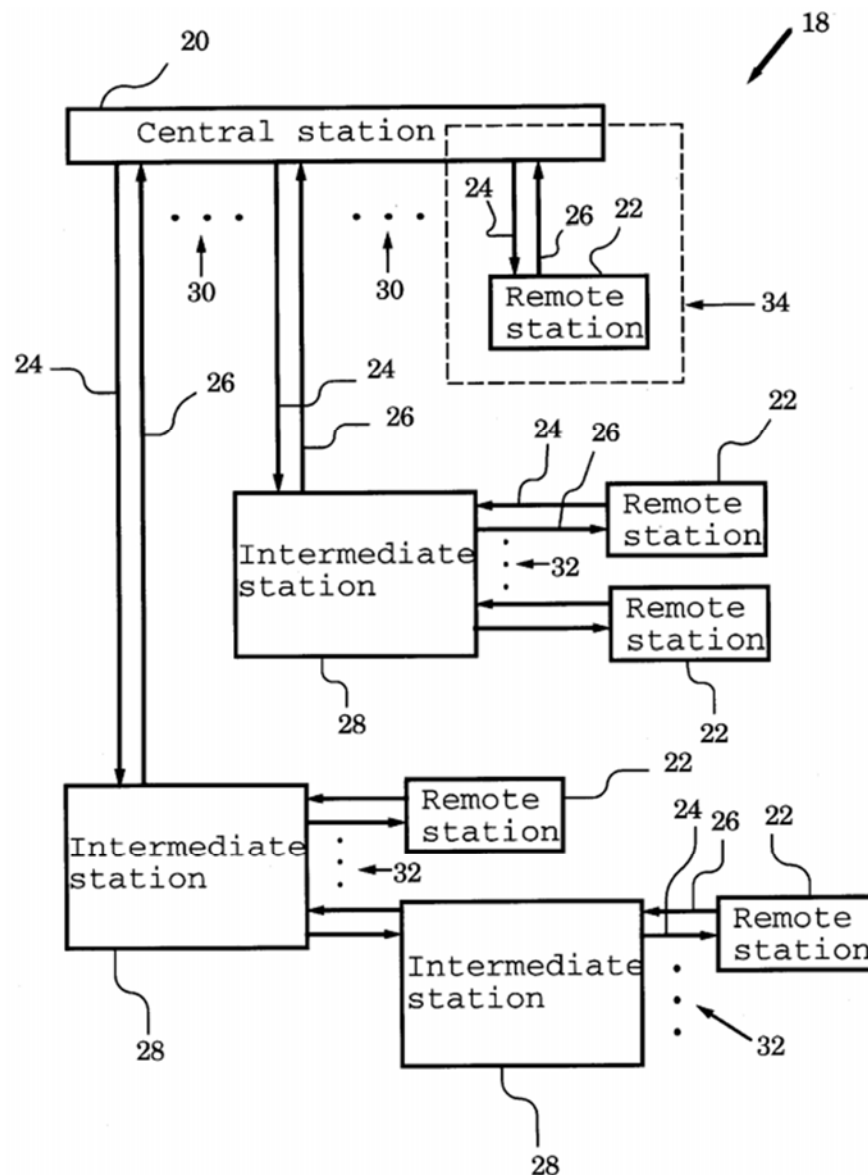 18
20
Central station
24
26
22
30
30
Remote
station
34
24
26
24
26
24
26
22
Remote
station
Intermediate
station
32
Remote
station
28
22
22
Remote
station
24
26
22
Intermediate
station
32
Remote
station
Intermediate
station
28
32
28